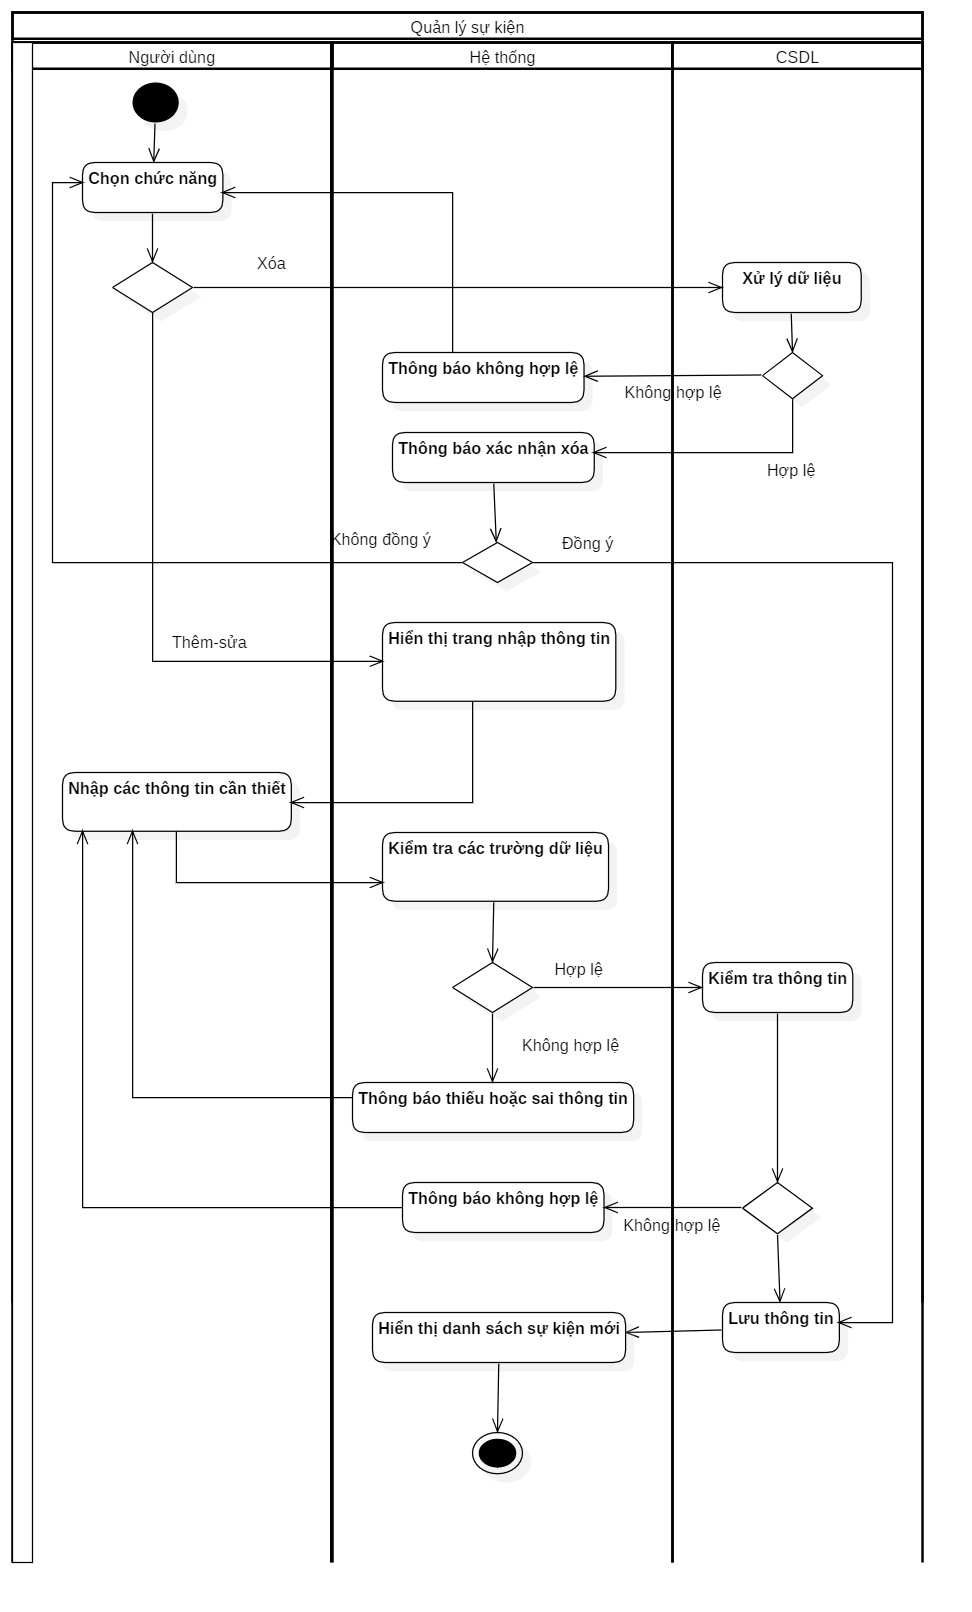 Quản lý sự kiện
Người dùng
Hệ thống
CSDL
Chọn chức năng
Xóa
Xử lý dữ liệu
Thông báo không hợp lệ
Không hợp lệ
Thông báo xác nhận xóa
Hợp lệ
Không đồng ý
Đồng ý
Thêm-sửa
Hiển thị trang nhập thông tin
Nhập các thông tin cần thiết
Kiểm tra các trường dữ liệu
Hợp lệ
Kiểm tra thông tin
Không hợp lệ
Thông báo thiếu hoặc sai thông tin
Thông báo không hợp lệ
Không hợp lệ
Lưu thông tin
Hiển thị danh sách sự kiện mới